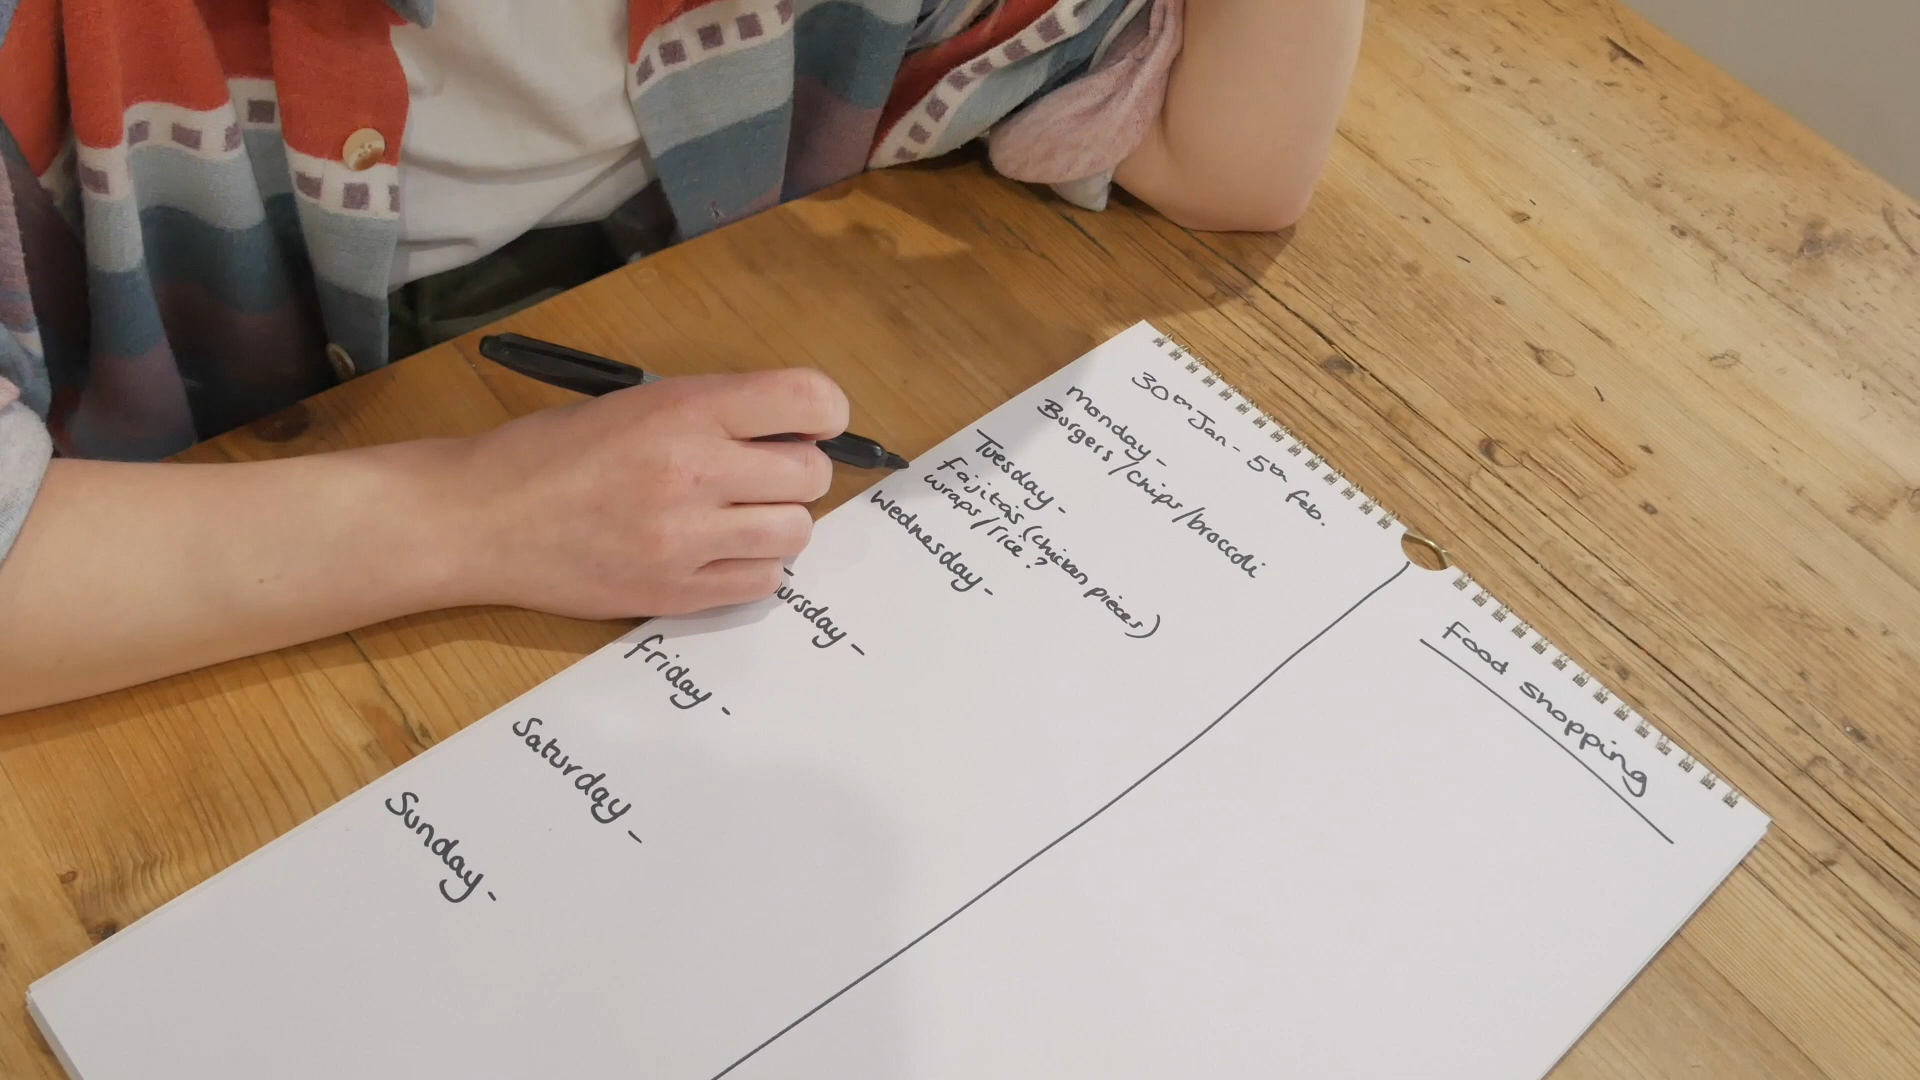 30th Jan - 5th Feb.
Monday -
Burgers/chips/broccoli
Tuesday -
Fajitas (chicken pieces)
wraps/rice?
Wednesday -
ursday -
Friday -
Saturday -
Sunday -
Food shopping